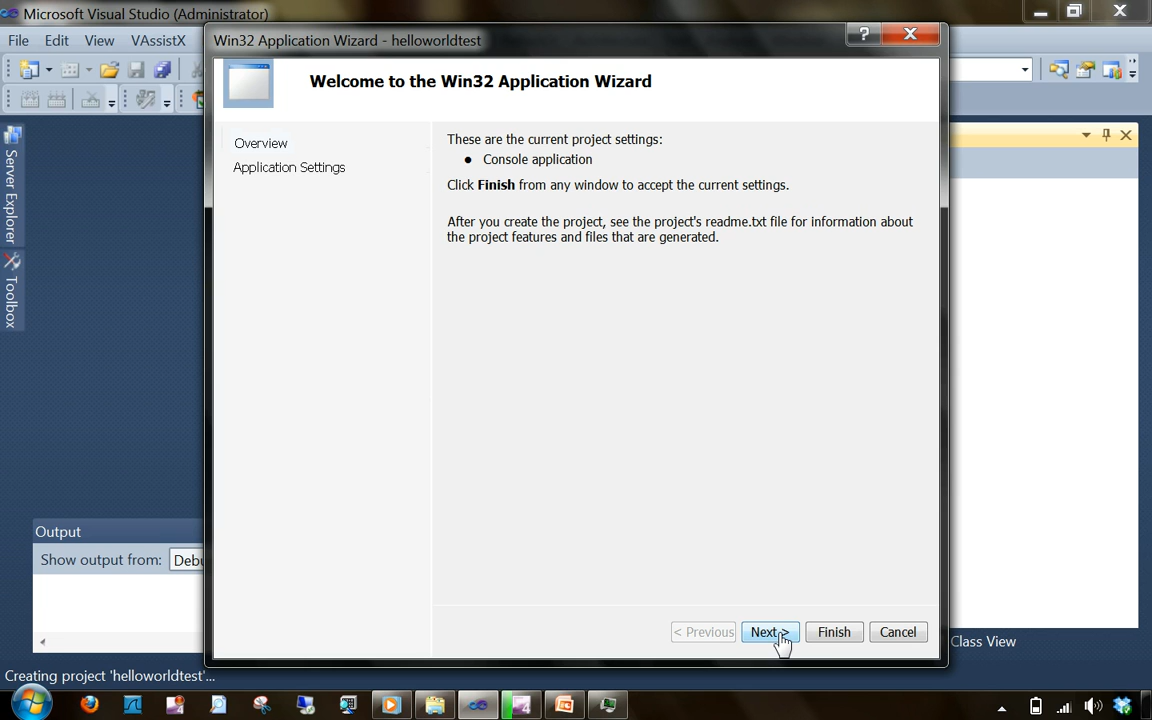 Microsoft Visual Studio (Administrator)
File Edit View VAssistX
Win32 Application Wizard - helloworldtest
Welcome to the Win32 Application Wizard
Overview
Application Settings
These are the current project settings:
● Console application
Click Finish from any window to accept the current settings.
After you create the project, see the project's readme.txt file for information about
the project features and files that are generated.
Server Explorer
Toolbox
Output
Show output from: Debu
< Previous Next > Finish Cancel
Class View
Creating project 'helloworldtest'...